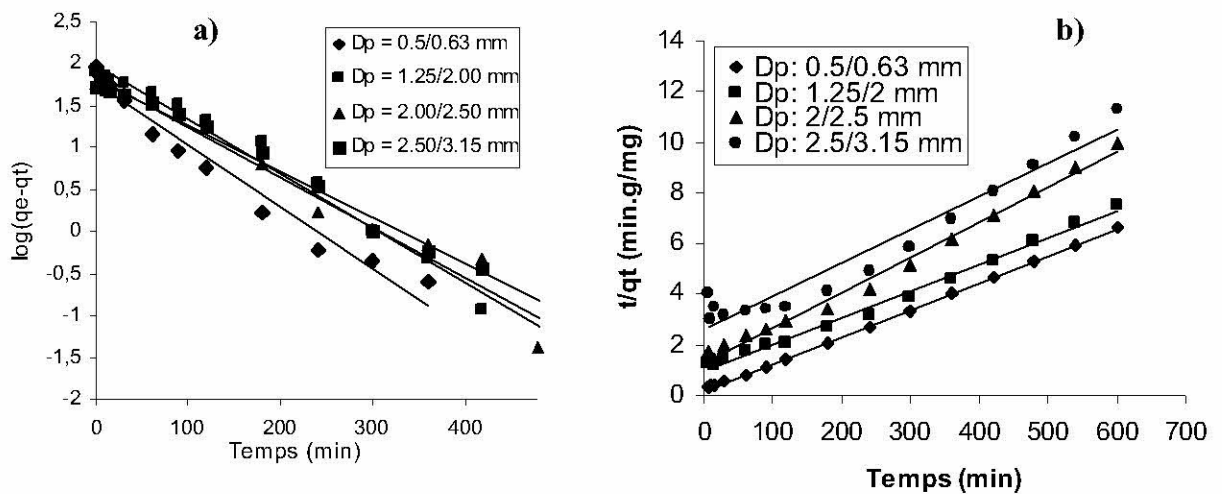 a)
Dp = 0.5/0.63 mm
Dp = 1.25/2.00 mm
Dp = 2.00/2.50 mm
Dp = 2.50/3.15 mm
2,5
2
1,5
1
0,5
0
-0,5
-1
-1,5
-2
log(qe-qt)
0 100 200 300 400
Temps (min)
b)
Dp: 0.5/0.63 mm
Dp: 1.25/2 mm
Dp: 2/2.5 mm
Dp: 2.5/3.15 mm
14
12
10
8
6
4
2
0
t/qt (min.g/mg)
0 100 200 300 400 500 600 700
Temps (min)